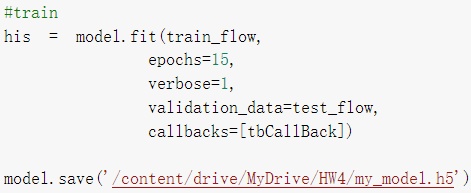 #train
his = model.fit(train_flow,
epochs=15,
verbose=1,
validation_data=test_flow,
callbacks=[tbCallBack])
model.save('/content/drive/MyDrive/HW4/my_model.h5')